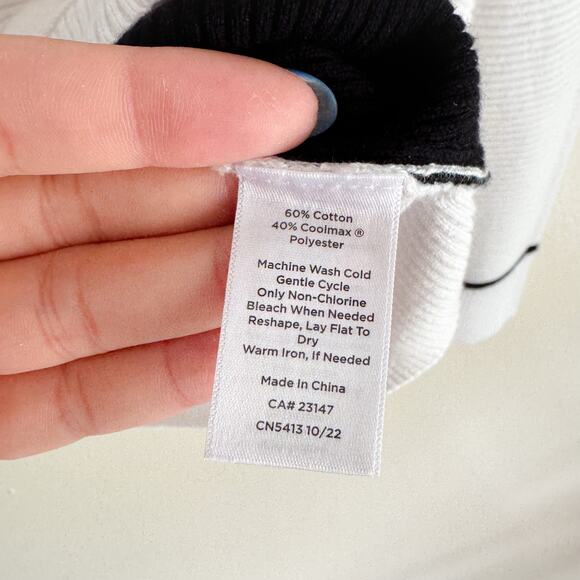 60% Cotton
40% Coolmax ®
Polyester
Machine Wash Cold
Gentle Cycle
Only Non-Chlorine
Bleach When Needed
Reshape, Lay Flat To
Dry
Warm Iron, If Needed
Made in China
CA# 23147
CN5413 10/22